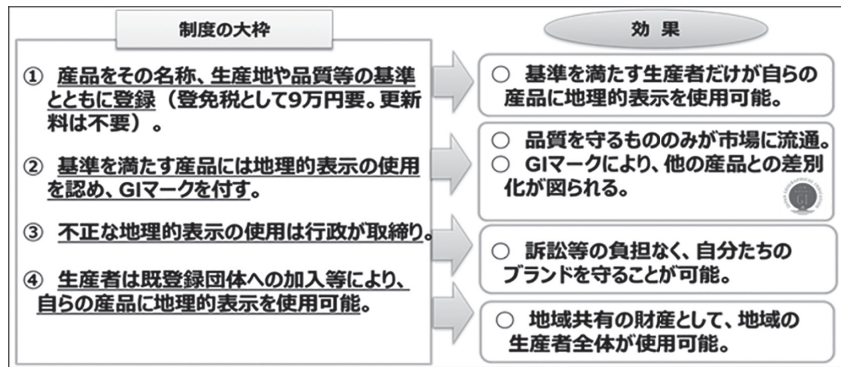 制度の大枠
① 産品をその名称、生産地や品質等の基準
とともに登録（登免税として9万円要。更新
料は不要）。
② 基準を満たす産品には地理的表示の使用
を認め、GIマークを付す。
③ 不正な地理的表示の使用は行政が取締り。
④ 生産者は既登録団体への加入等により、
自らの産品に地理的表示を使用可能。
効 果
○ 基準を満たす生産者だけが自らの
産品に地理的表示を使用可能。
○ 品質を守るもののみが市場に流通。
○ GIマークにより、他の産品との差別
化が図られる。
○ 訴訟等の負担なく、自分たちの
ブランドを守ることが可能。
○ 地域共有の財産として、地域の
生産者全体が使用可能。